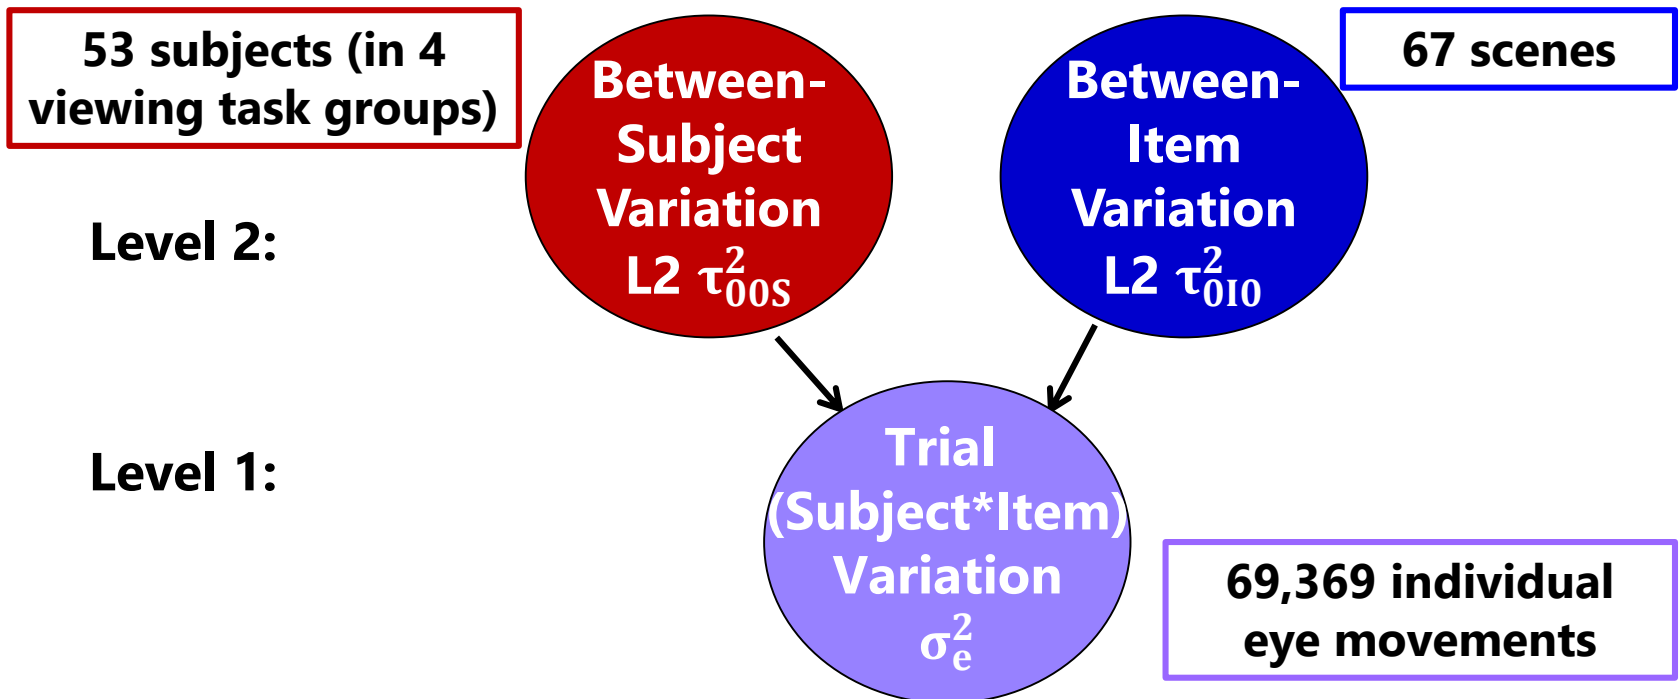 53 subjects (in 4
viewing task groups)
Between-
Subject
Variation
L2 τ²₀₀S
Between-
Item
Variation
L2 τ²₀I₀
67 scenes
Level 2:
Level 1:
Trial
(Subject*Item)
Variation
σ²ₑ
69,369 individual
eye movements